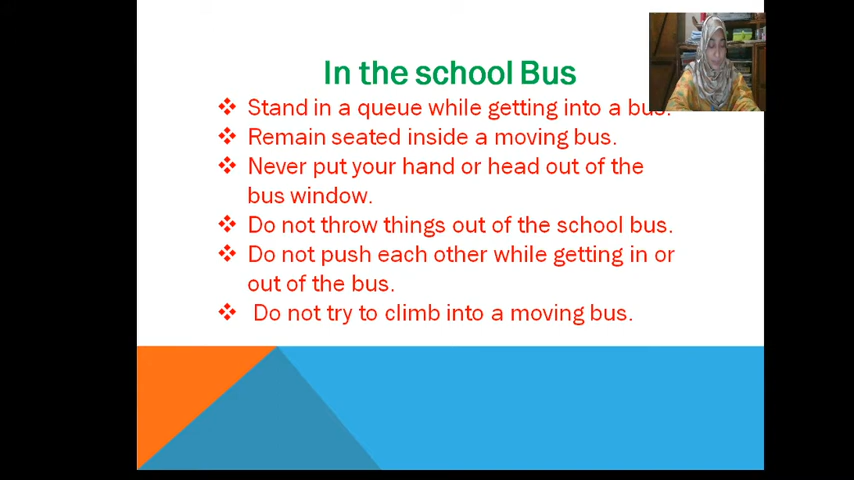 In the school Bus
❖ Stand in a queue while getting into a bus.
❖ Remain seated inside a moving bus.
❖ Never put your hand or head out of the
bus window.
❖ Do not throw things out of the school bus.
❖ Do not push each other while getting in or
out of the bus.
❖ Do not try to climb into a moving bus.